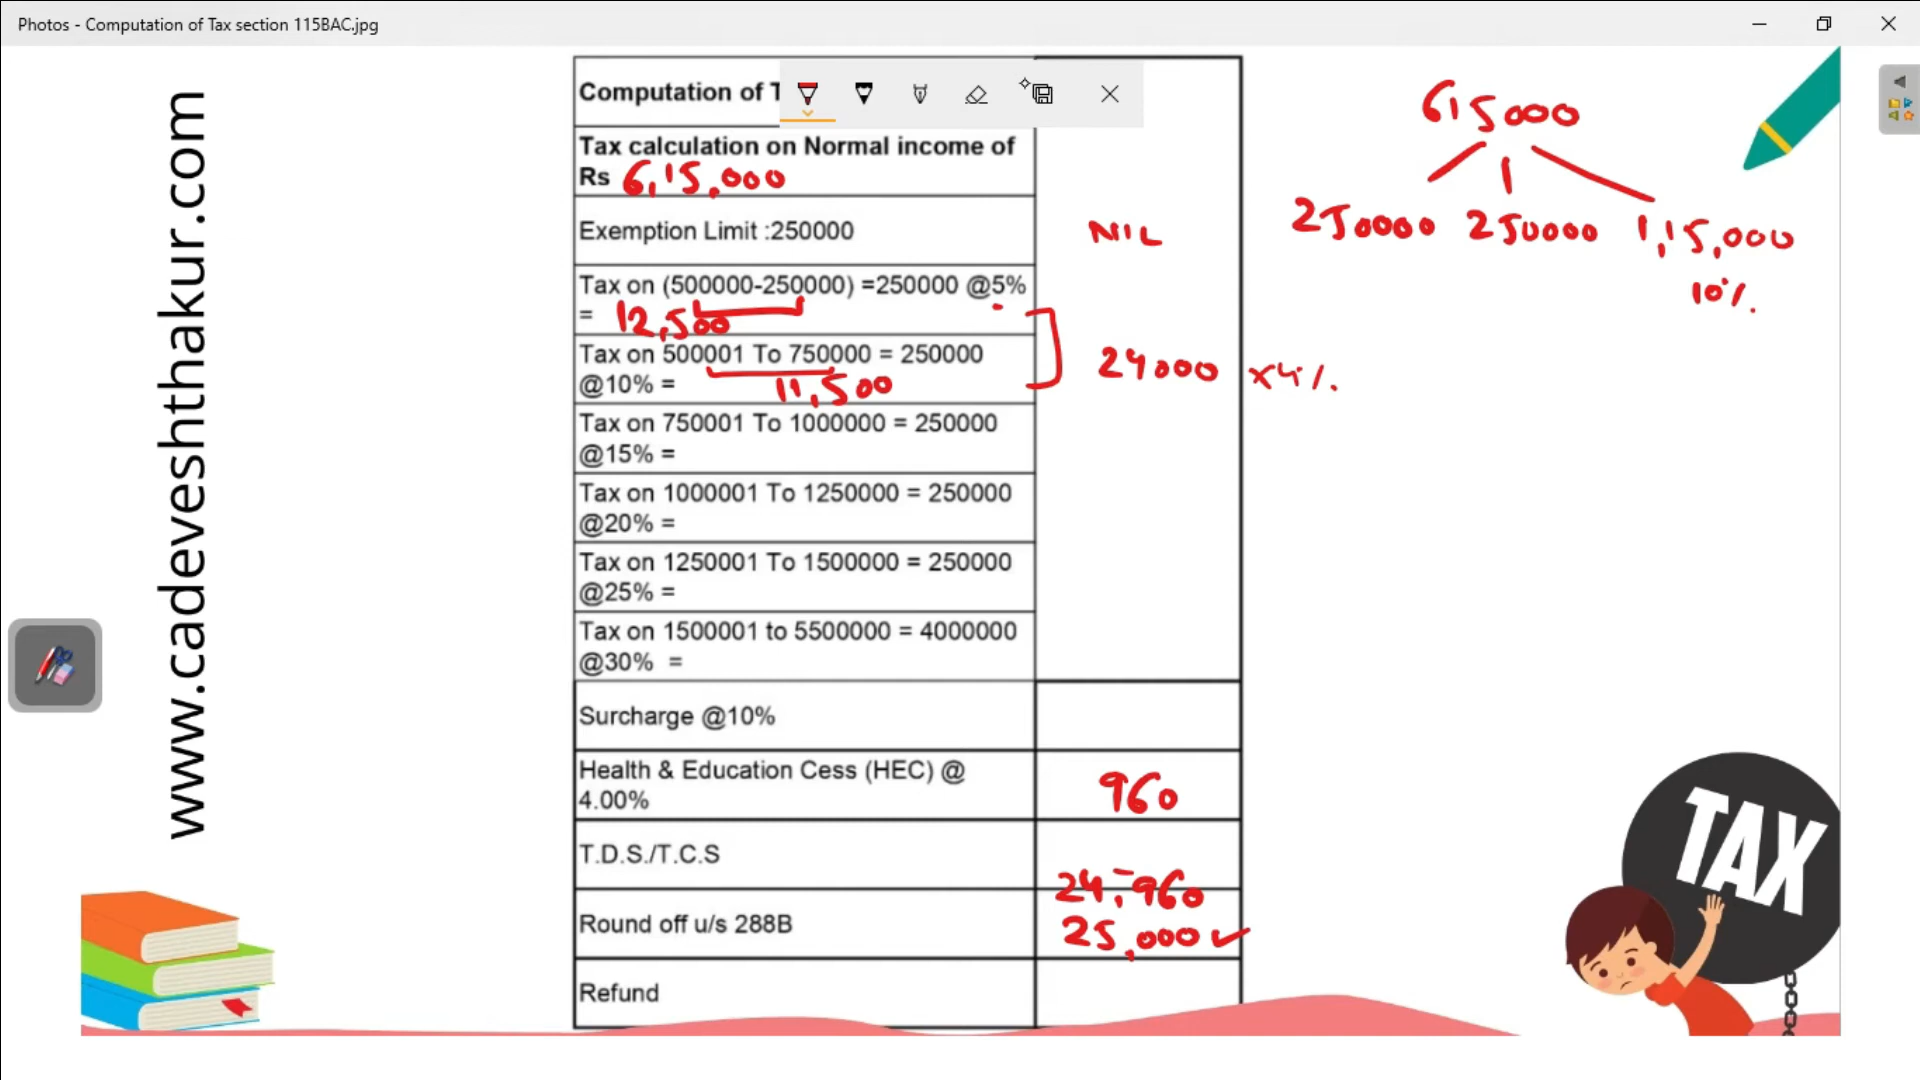 Photos - Computation of Tax section 115BAC.jpg
www.cadeveshthakur.com
Computation of T
Tax calculation on Normal income of
Rs 6,15,000
Exemption Limit :250000
NIL
Tax on (500000-250000) =250000 @5%
= 12,500
Tax on 500001 To 750000 = 250000
@10% = 11,500
24000 x4%.
Tax on 750001 To 1000000 = 250000
@15% =
Tax on 1000001 To 1250000 = 250000
@20% =
Tax on 1250001 To 1500000 = 250000
@25% =
Tax on 1500001 to 5500000 = 4000000
@30% =
Surcharge @10%
Health & Education Cess (HEC) @
4.00%
960
T.D.S./T.C.S
-
24,960
Round off u/s 288B
25,000 ✓
Refund
615000
250000 250000 1,15,000
10%.
TAX